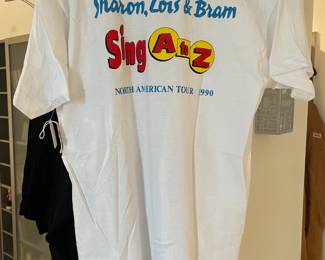 Sharon, Lois & Bram
Sing A to Z
NORTH AMERICAN TOUR 1990